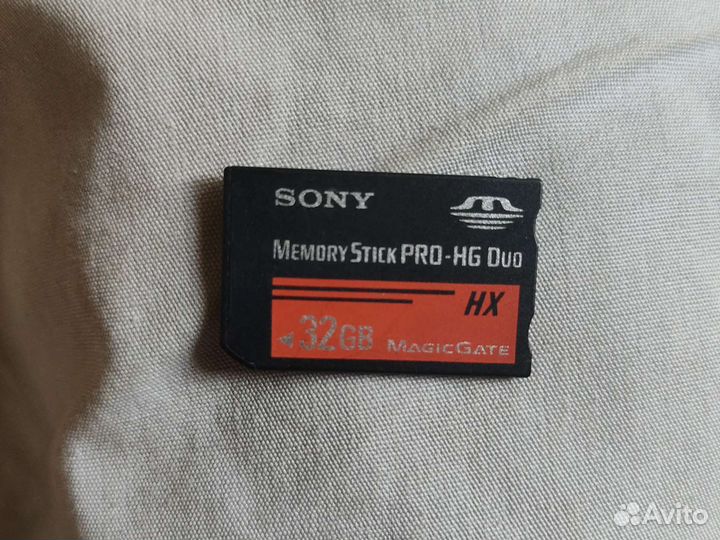 SONY
MEMORY STICK PRO-HG DUO
HX
32GB MAGICGATE
Avito